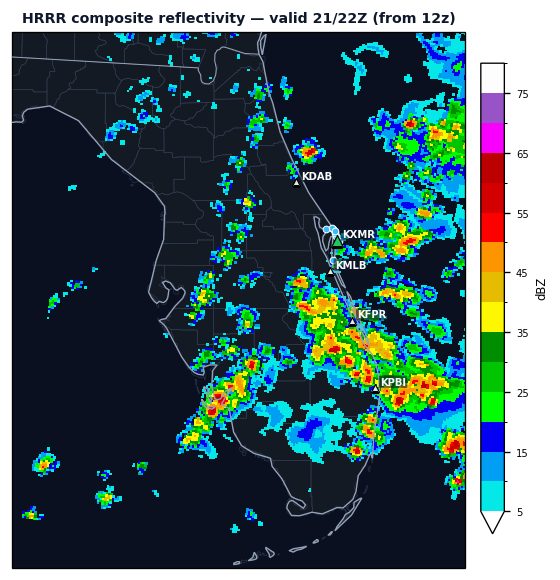 HRRR composite reflectivity — valid 21/22Z (from 12z)
KDAB
KXMR
KMLB
KFPR
KPBI
75
65
55
45
35
25
15
5
dBZ